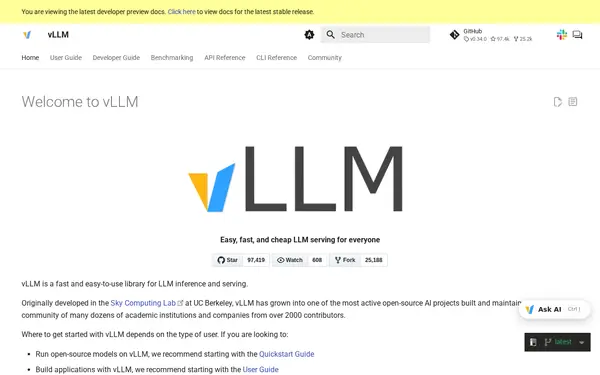 You are viewing the latest developer preview docs. Click here to view docs for the latest stable release.
vLLM
Search
GitHub
v0.34.0 97.4k 25.2k
Home User Guide Developer Guide Benchmarking API Reference CLI Reference Community
Welcome to vLLM
vLLM
Easy, fast, and cheap LLM serving for everyone
Star 97,419 Watch 608 Fork 25,188
vLLM is a fast and easy-to-use library for LLM inference and serving.
Originally developed in the Sky Computing Lab at UC Berkeley, vLLM has grown into one of the most active open-source AI projects built and maintain
community of many dozens of academic institutions and companies from over 2000 contributors.
Ask AI Ctrl J
Where to get started with vLLM depends on the type of user. If you are looking to:
latest
Run open-source models on vLLM, we recommend starting with the Quickstart Guide
Build applications with vLLM, we recommend starting with the User Guide